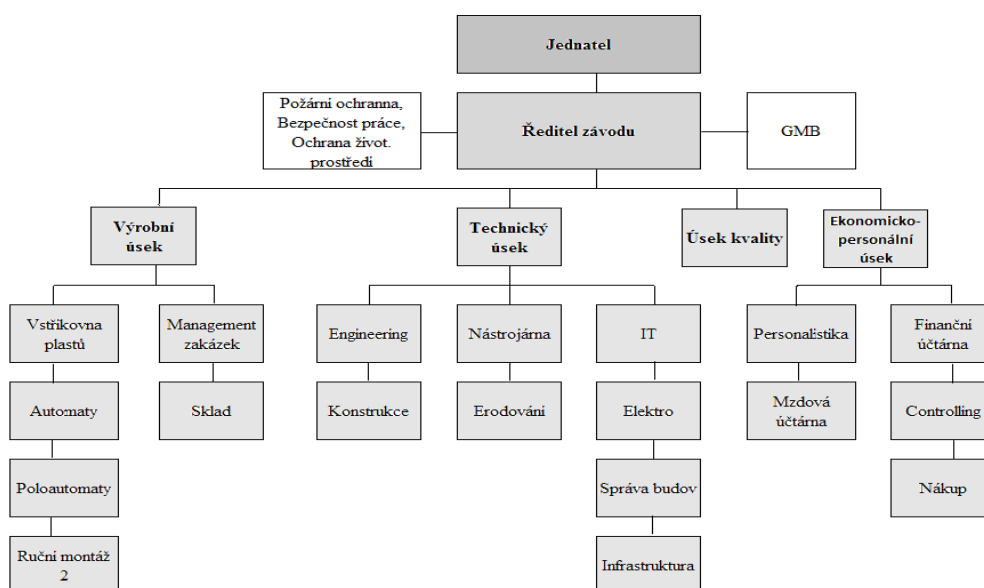 Jednatel
Požární ochranna,
Bezpečnost práce,
Ochrana život.
prostředí
Ředitel závodu
GMB
Výrobní
úsek
Technický
úsek
Úsek kvality
Ekonomicko-
personální
úsek
Vstřikovna
plastů
Management
zakázek
Engineering
Nástrojárna
IT
Personalistika
Finanční
účtárna
Automaty
Sklad
Konstrukce
Erodování
Elektro
Mzdová
účtárna
Controlling
Poloautomaty
Správa budov
Nákup
Ruční montáž
2
Infrastruktura